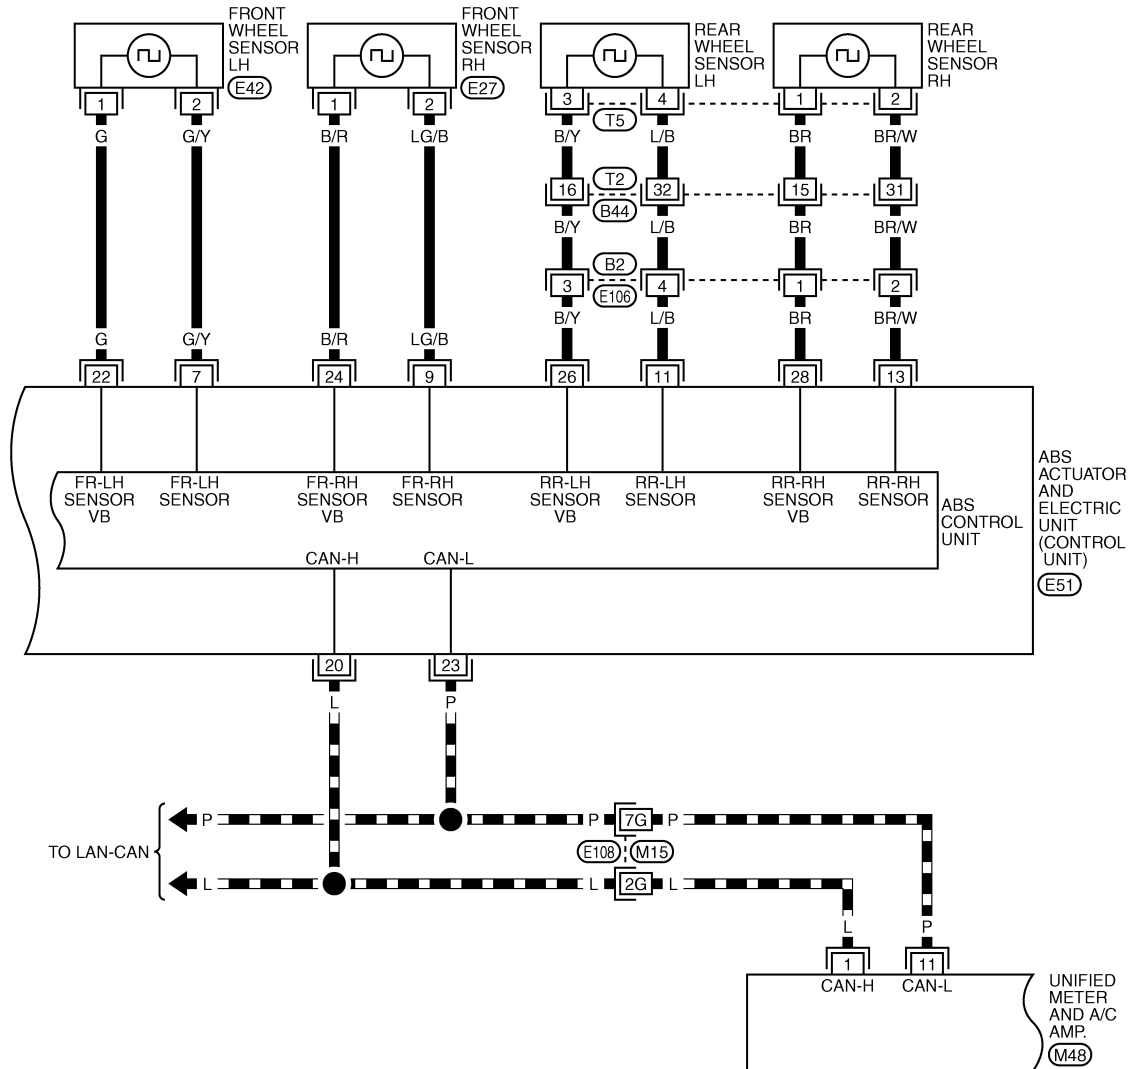 FRONT
WHEEL
SENSOR
LH
E42
FRONT
WHEEL
SENSOR
RH
E27
REAR
WHEEL
SENSOR
LH
REAR
WHEEL
SENSOR
RH
1 2 1 2 3 4 1 2
T5
G G/Y B/R LG/B B/Y L/B BR BR/W
T2
16 32 15 31
B44
B/Y L/B BR BR/W
B2
3 4 1 2
E106
B/Y L/B BR BR/W
G G/Y B/R LG/B
22 7 24 9 26 11 28 13
FR-LH
SENSOR
VB
FR-LH
SENSOR
FR-RH
SENSOR
VB
FR-RH
SENSOR
RR-LH
SENSOR
VB
RR-LH
SENSOR
RR-RH
SENSOR
VB
RR-RH
SENSOR
ABS
CONTROL
UNIT
ABS
ACTUATOR
AND
ELECTRIC
UNIT
(CONTROL
UNIT)
E51
CAN-H CAN-L
20 23
L P
P P 7G P
TO LAN-CAN
E108 M15
L L 2G L
L P
1 11
CAN-H CAN-L
UNIFIED
METER
AND A/C
AMP.
M48